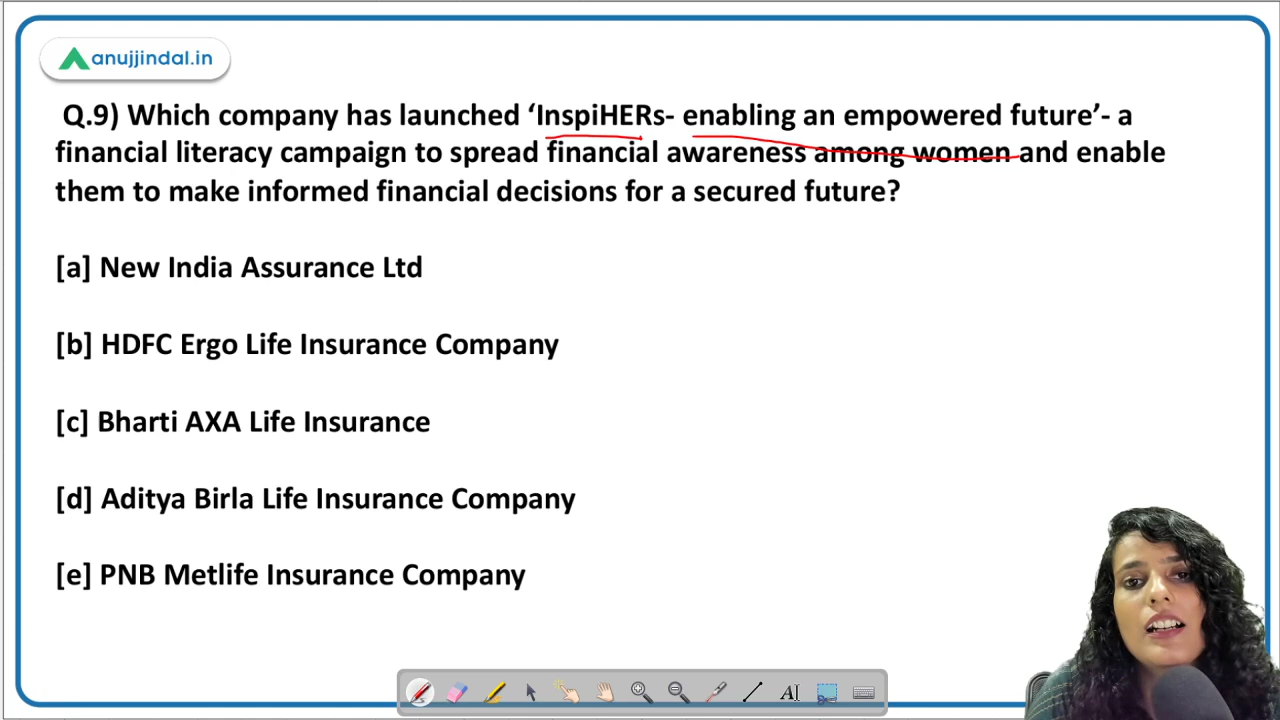 anujjindal.in
Q.9) Which company has launched ‘InspiHERs- enabling an empowered future’- a
financial literacy campaign to spread financial awareness among women and enable
them to make informed financial decisions for a secured future?
[a] New India Assurance Ltd
[b] HDFC Ergo Life Insurance Company
[c] Bharti AXA Life Insurance
[d] Aditya Birla Life Insurance Company
[e] PNB Metlife Insurance Company
AI